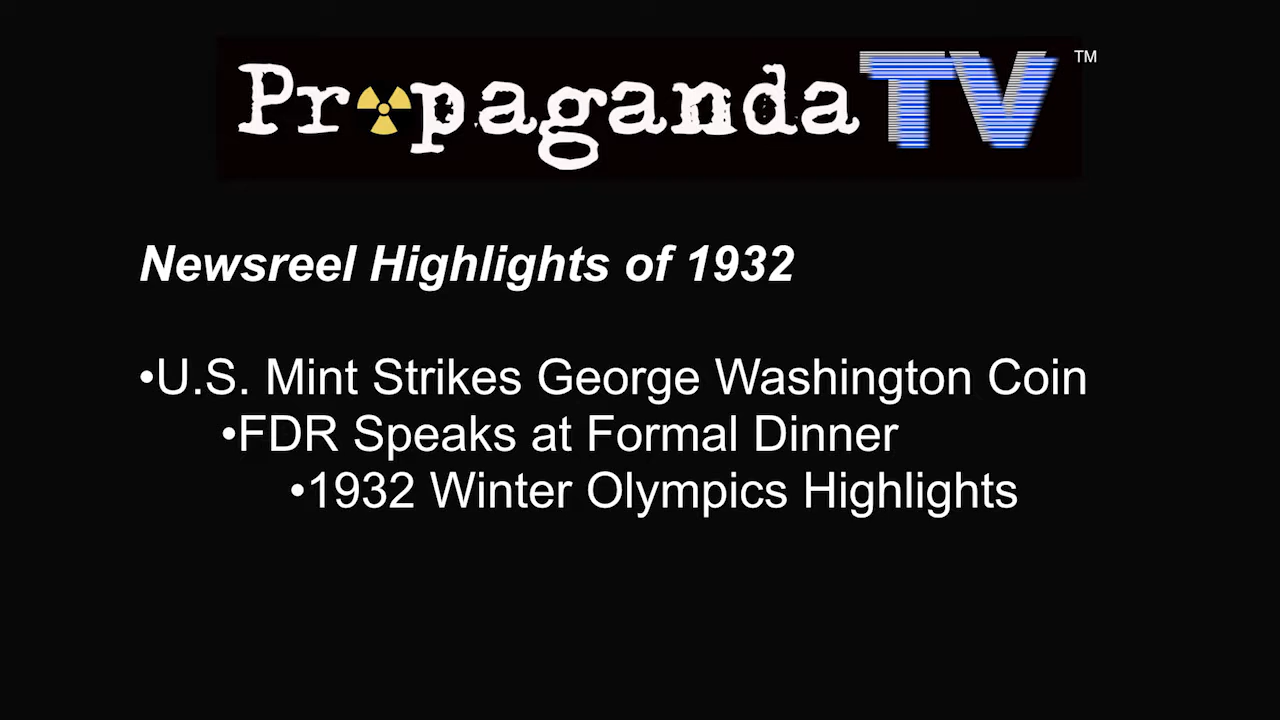 PropagandaTV™
Newsreel Highlights of 1932
•U.S. Mint Strikes George Washington Coin
•FDR Speaks at Formal Dinner
•1932 Winter Olympics Highlights